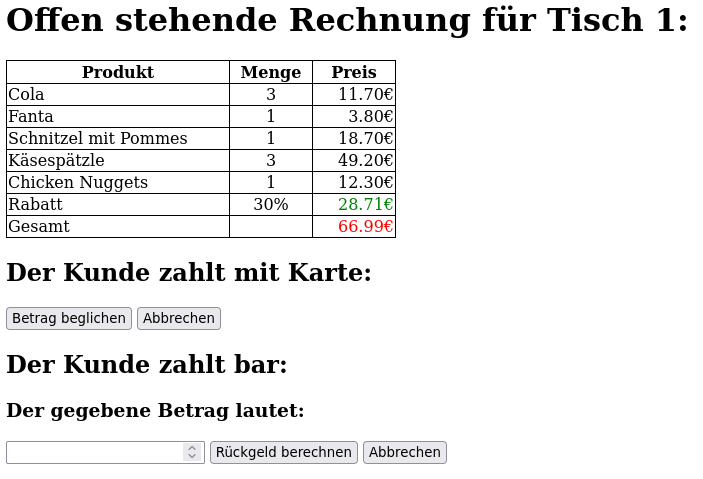 Offen stehende Rechnung für Tisch 1:
Produkt Menge Preis
Cola 3 11.70€
Fanta 1 3.80€
Schnitzel mit Pommes 1 18.70€
Käsespätzle 3 49.20€
Chicken Nuggets 1 12.30€
Rabatt 30% 28.71€
Gesamt 66.99€
Der Kunde zahlt mit Karte:
Betrag beglichen Abbrechen
Der Kunde zahlt bar:
Der gegebene Betrag lautet:
Rückgeld berechnen Abbrechen